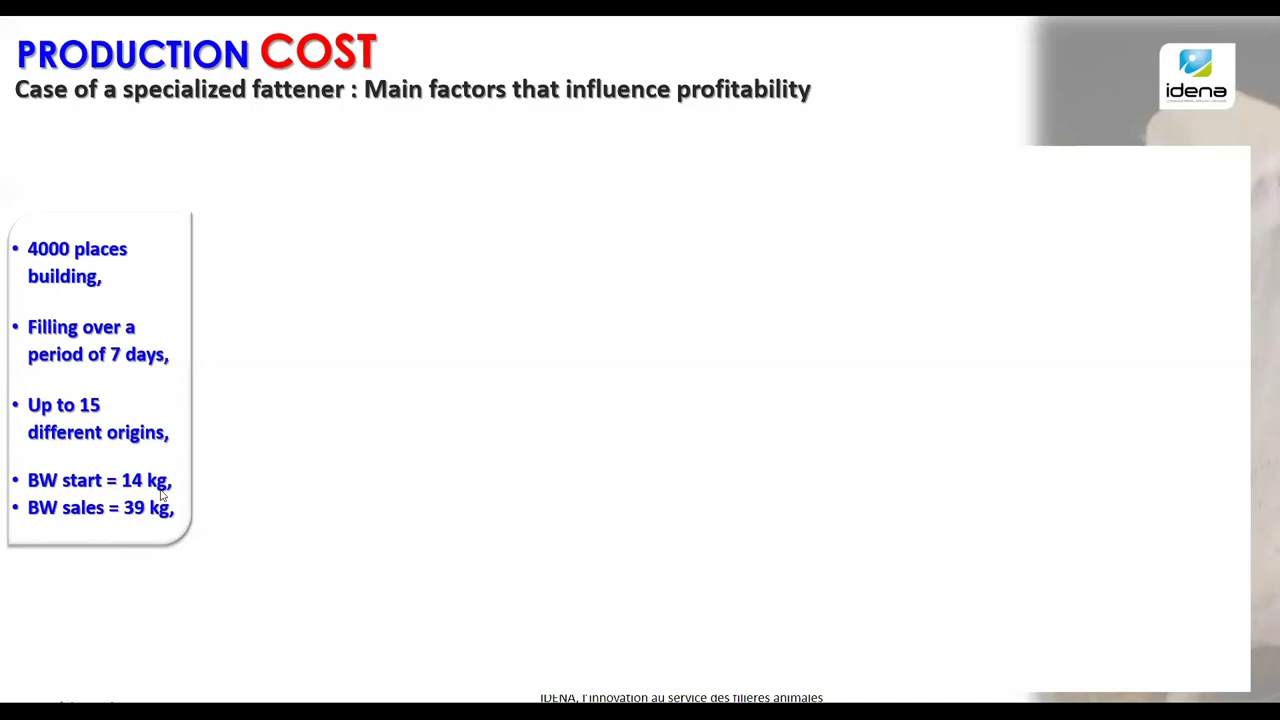 PRODUCTION COST
Case of a specialized fattener : Main factors that influence profitability
idena
• 4000 places
building,
• Filling over a
period of 7 days,
• Up to 15
different origins,
• BW start = 14 kg,
• BW sales = 39 kg,
IDENA, l'innovation au service des filières animales